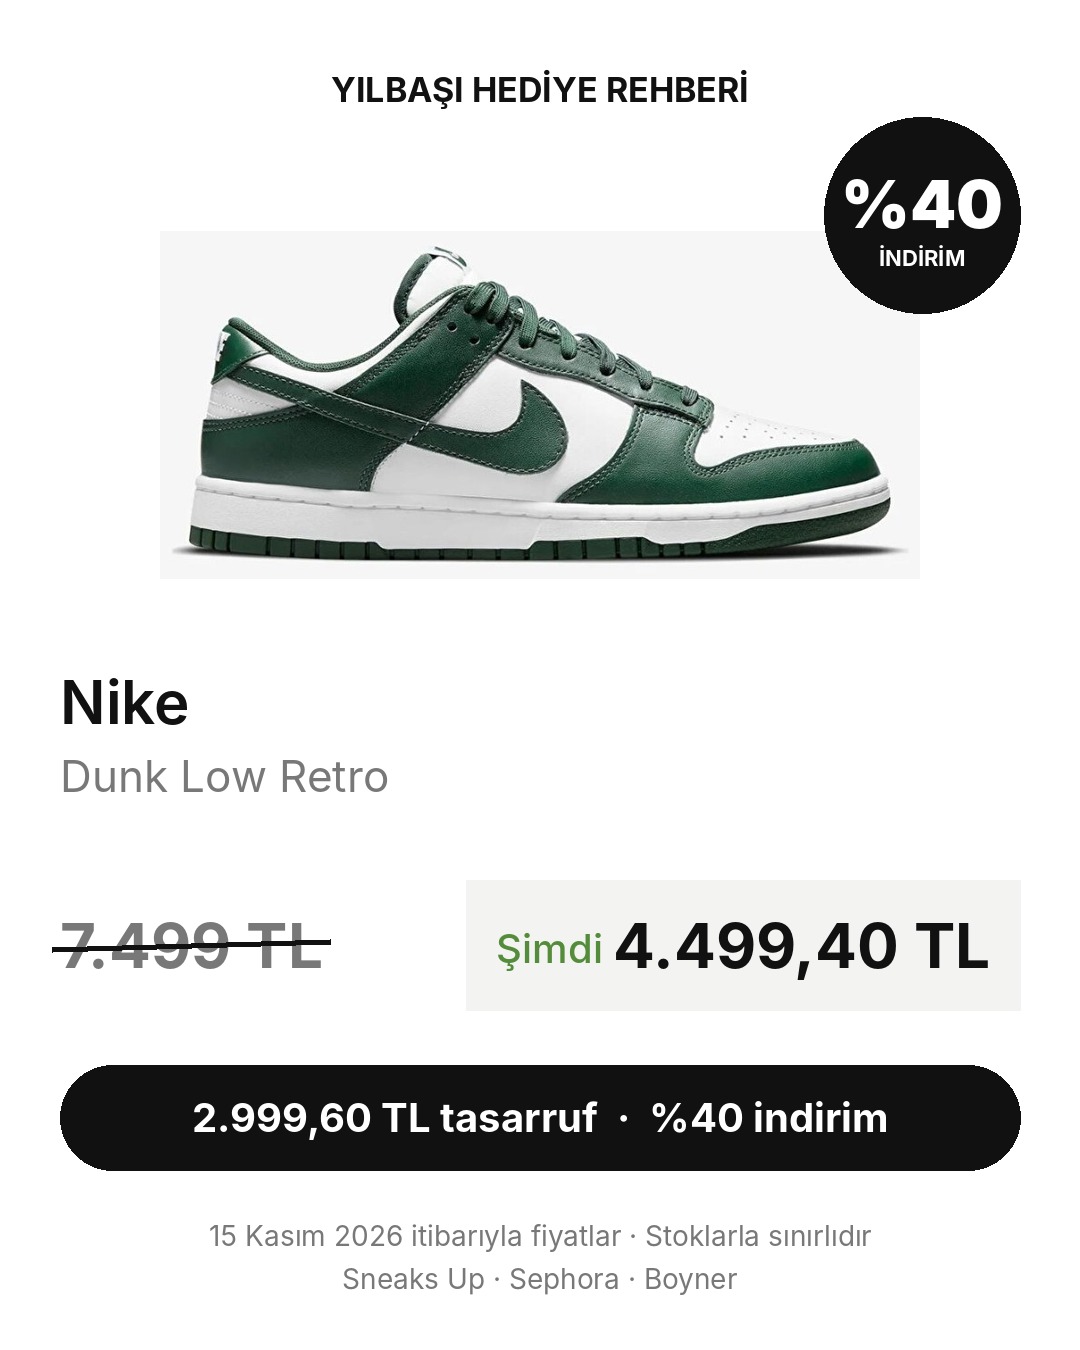 YILBAŞI HEDİYE REHBERİ
%40
İNDİRİM
Nike
Dunk Low Retro
7.499 TL
Şimdi 4.499,40 TL
2.999,60 TL tasarruf · %40 indirim
15 Kasım 2026 itibarıyla fiyatlar · Stoklarla sınırlıdır
Sneaks Up · Sephora · Boyner